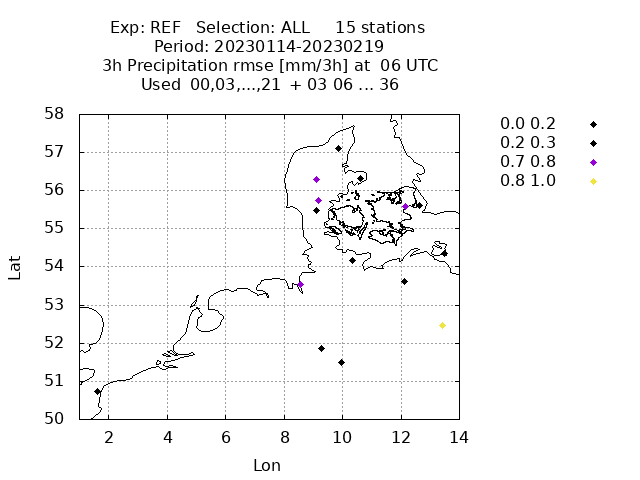 Exp: REF Selection: ALL 15 stations
Period: 20230114-20230219
3h Precipitation rmse [mm/3h] at 06 UTC
Used 00,03,...,21 + 03 06 ... 36
0.0 0.2
0.2 0.3
0.7 0.8
0.8 1.0
58
57
56
55
54
53
52
51
50
Lat
2 4 6 8 10 12 14
Lon